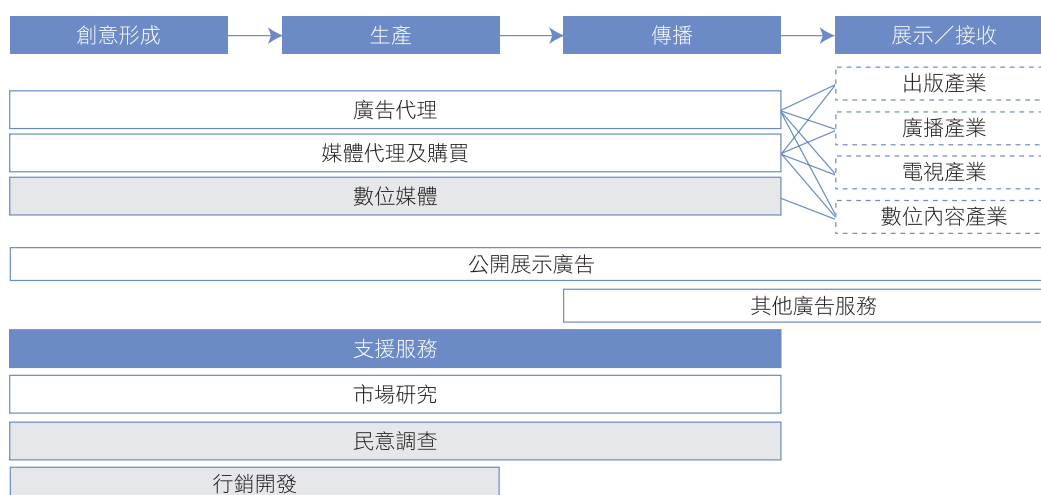 創意形成
生產
傳播
展示／接收
廣告代理
媒體代理及購買
數位媒體
出版產業
廣播產業
電視產業
數位內容產業
公開展示廣告
其他廣告服務
支援服務
市場研究
民意調查
行銷開發